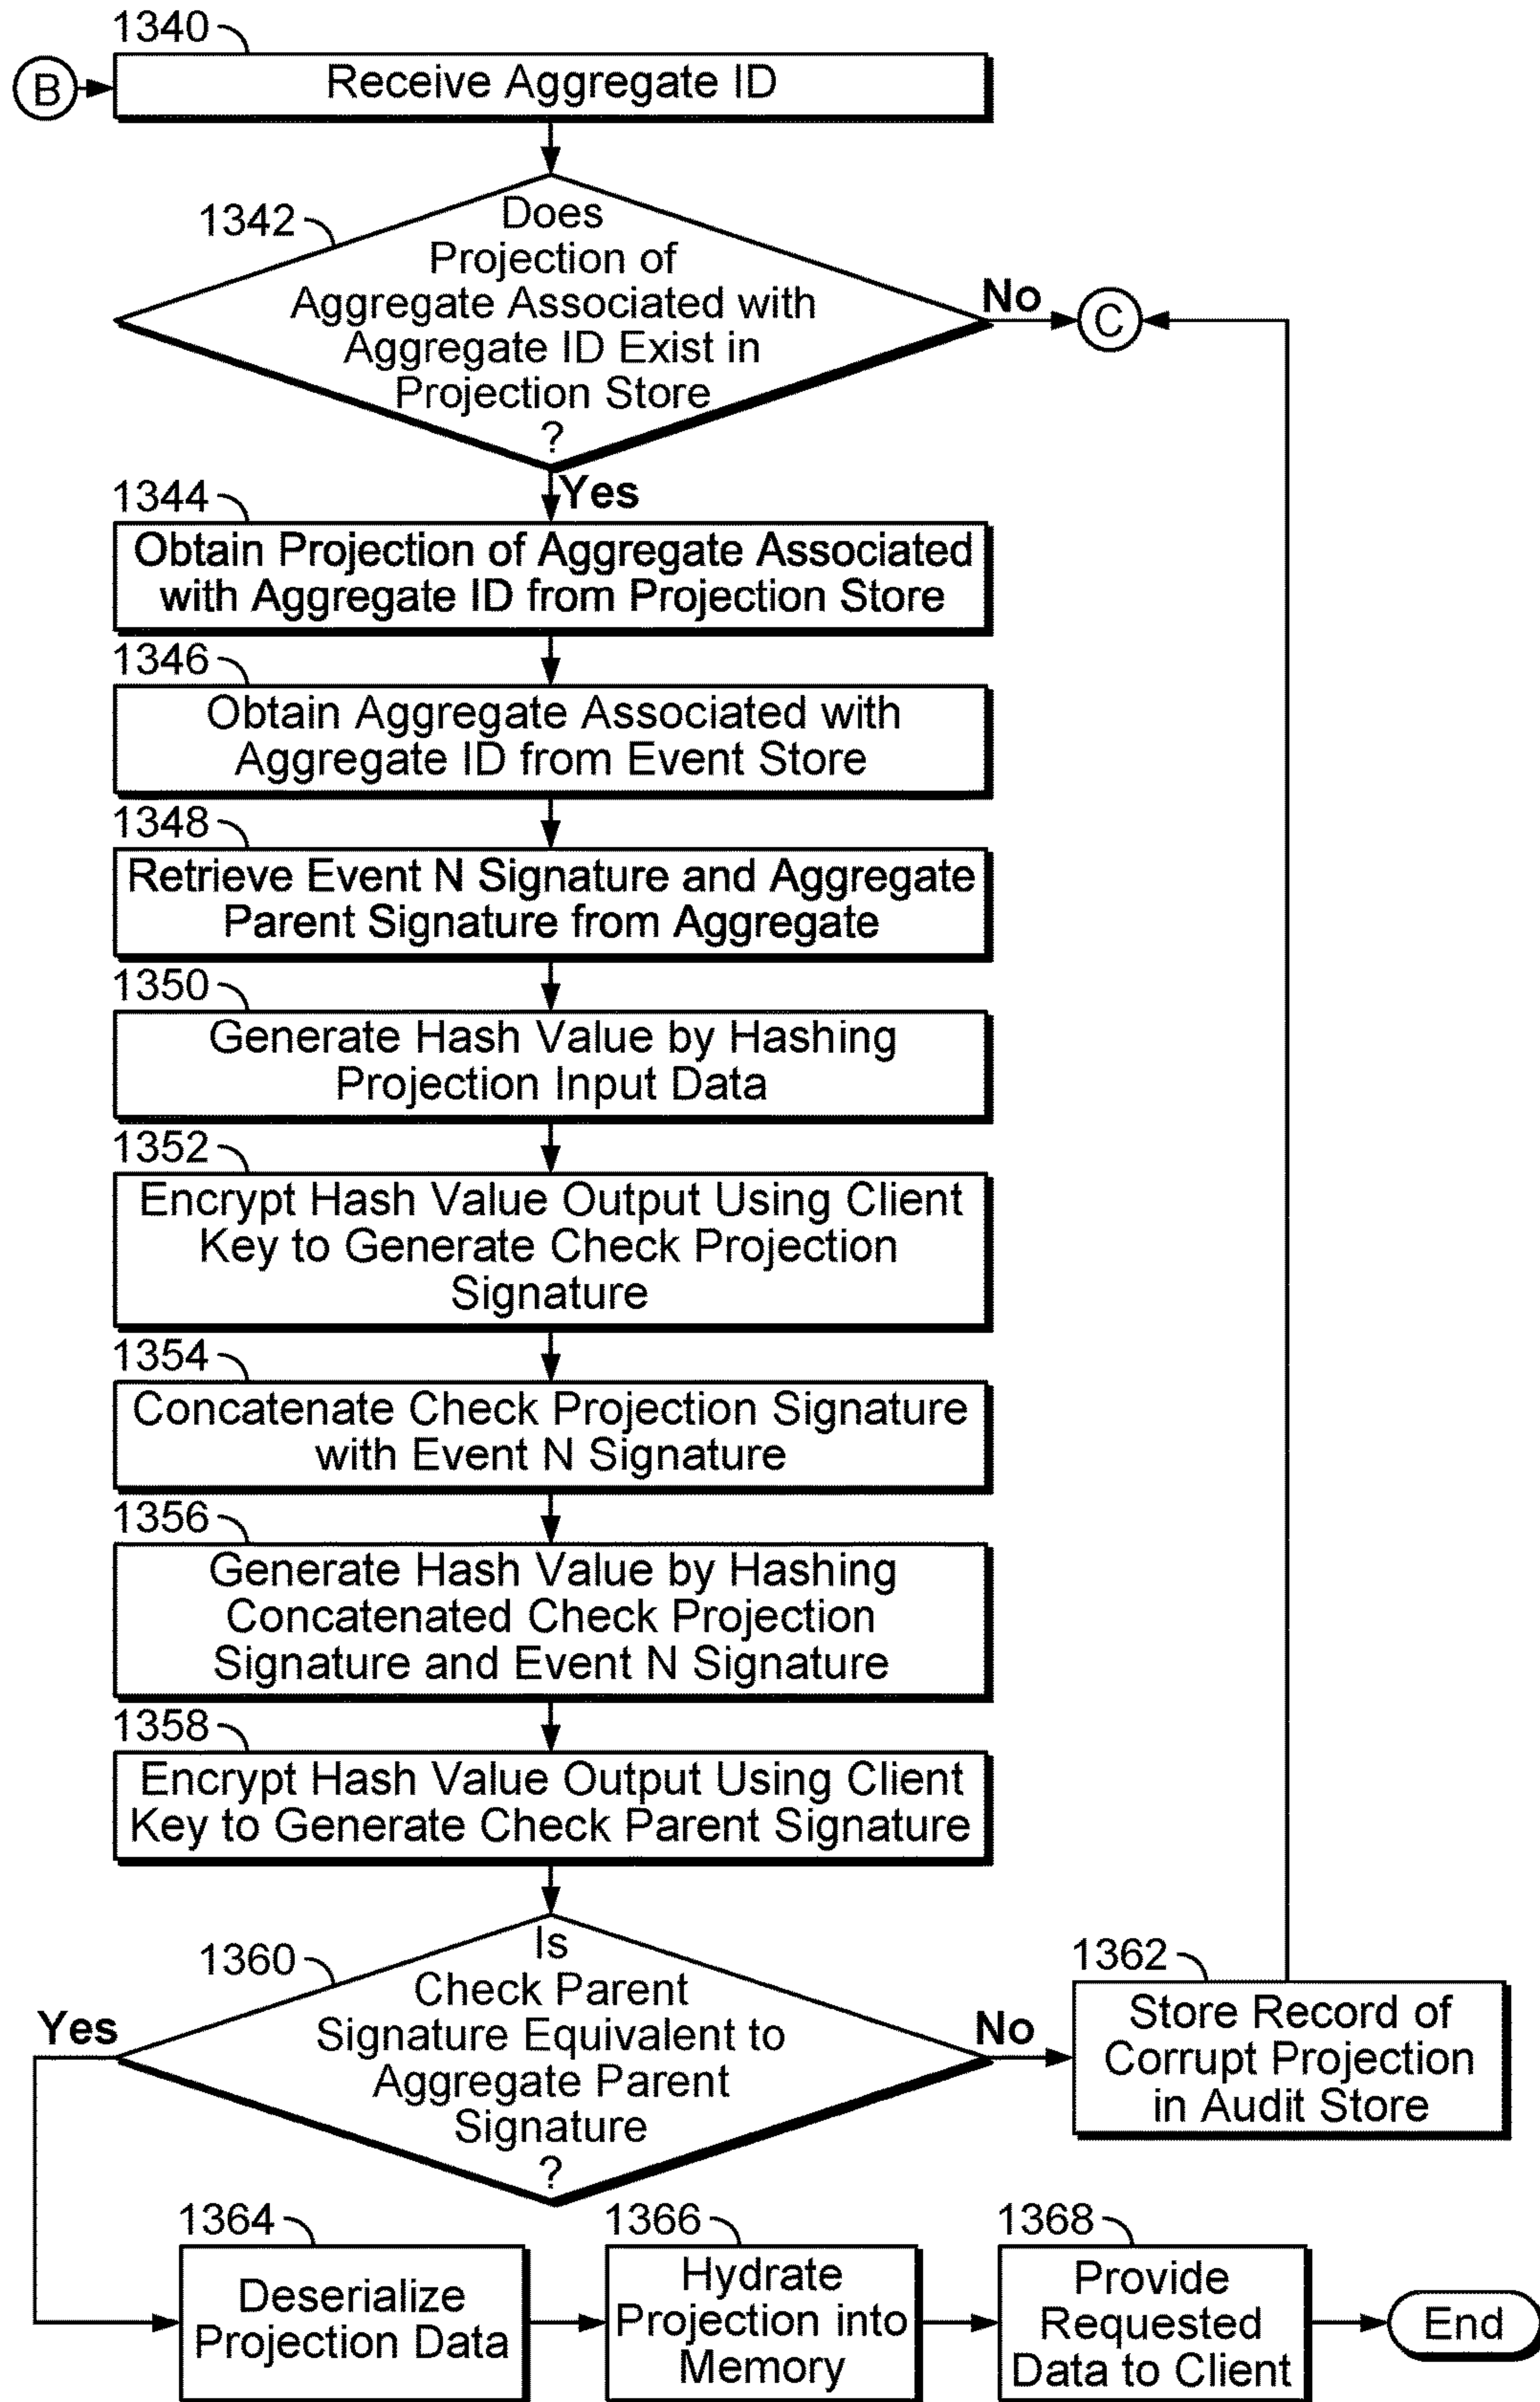 1340
B
Receive Aggregate ID
1342
Does
Projection of
Aggregate Associated with
Aggregate ID Exist in
Projection Store
?
No
C
Yes
1344
Obtain Projection of Aggregate Associated
with Aggregate ID from Projection Store
1346
Obtain Aggregate Associated with
Aggregate ID from Event Store
1348
Retrieve Event N Signature and Aggregate
Parent Signature from Aggregate
1350
Generate Hash Value by Hashing
Projection Input Data
1352
Encrypt Hash Value Output Using Client
Key to Generate Check Projection
Signature
1354
Concatenate Check Projection Signature
with Event N Signature
1356
Generate Hash Value by Hashing
Concatenated Check Projection
Signature and Event N Signature
1358
Encrypt Hash Value Output Using Client
Key to Generate Check Parent Signature
1360
Is
Check Parent
Signature Equivalent to
Aggregate Parent
Signature
?
Yes
No
1362
Store Record of
Corrupt Projection
in Audit Store
1364
Deserialize
Projection Data
1366
Hydrate
Projection into
Memory
1368
Provide
Requested
Data to Client
End